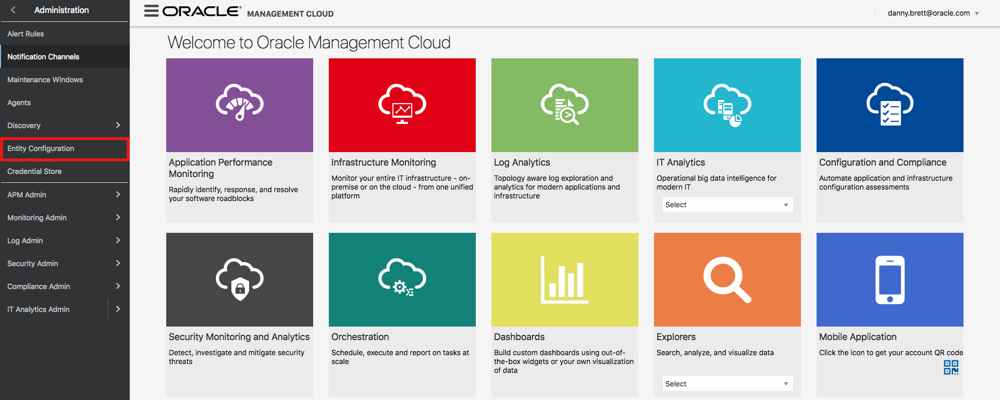 Administration
Alert Rules
Notification Channels
Maintenance Windows
Agents
Discovery
Entity Configuration
Credential Store
APM Admin
Monitoring Admin
Log Admin
Security Admin
Compliance Admin
IT Analytics Admin
ORACLE® MANAGEMENT CLOUD
danny.brett@oracle.com
Welcome to Oracle Management Cloud
Application Performance
Monitoring
Rapidly identify, response, and resolve
your software roadblocks
Infrastructure Monitoring
Monitor your entire IT infrastructure - on-
premise or on the cloud - from one unified
platform
Log Analytics
Topology aware log exploration and
analytics for modern applications and
infrastructure
IT Analytics
Operational big data intelligence for
modern IT
Select
Configuration and Compliance
Automate application and infrastructure
configuration assessments
Security Monitoring and Analytics
Detect, investigate and mitigate security
threats
Orchestration
Schedule, execute and report on tasks at
scale
Dashboards
Build custom dashboards using out-of-
the-box widgets or your own visualization
of data
Explorers
Search, analyze, and visualize data
Select
Mobile Application
Click the icon to get your account QR code